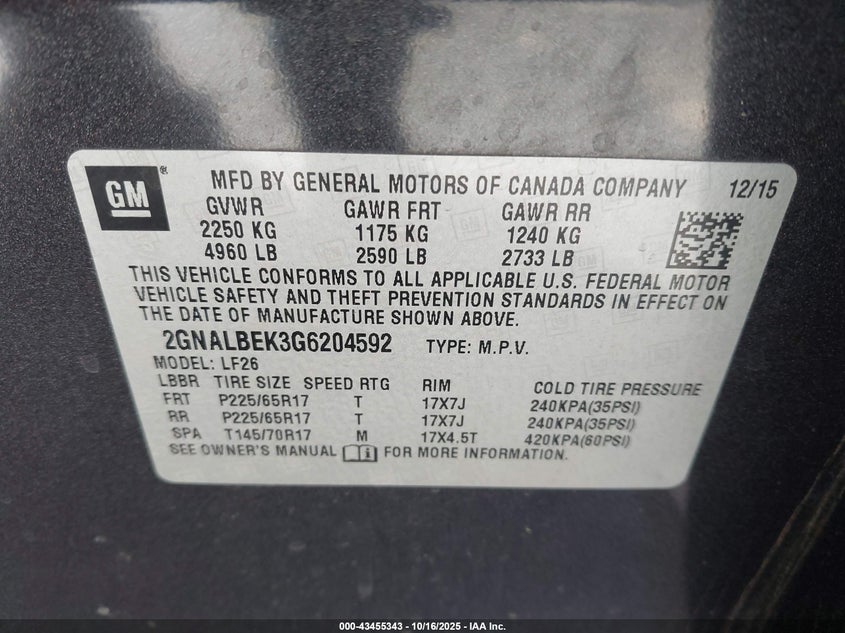 GM ® MFD BY GENERAL MOTORS OF CANADA COMPANY 12/15
GVWR GAWR FRT GAWR RR
2250 KG 1175 KG 1240 KG
4960 LB 2590 LB 2733 LB
THIS VEHICLE CONFORMS TO ALL APPLICABLE U.S. FEDERAL MOTOR
VEHICLE SAFETY AND THEFT PREVENTION STANDARDS IN EFFECT ON
THE DATE OF MANUFACTURE SHOWN ABOVE.
2GNALBEK3G6204592 TYPE: M.P.V.
MODEL: LF26
LBBR TIRE SIZE SPEED RTG RIM COLD TIRE PRESSURE
FRT P225/65R17 T 17X7J 240KPA(35PSI)
RR P225/65R17 T 17X7J 240KPA(35PSI)
SPA T145/70R17 M 17X4.5T 420KPA(60PSI)
SEE OWNER'S MANUAL FOR MORE INFORMATION.
000-43455343 - 10/16/2025 - IAA Inc.